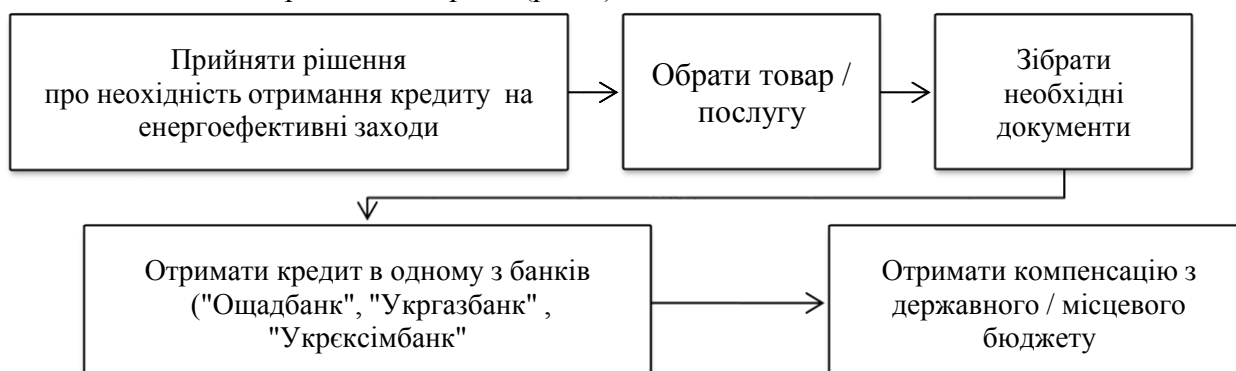 Прийняти рішення
про неохідність отримання кредиту на
енергоефективні заходи
Обрати товар /
послугу
Зібрати
необхідні
документи
Отримати кредит в одному з банків
("Ощадбанк", "Укргазбанк" ,
"Укрєксімбанк"
Отримати компенсацію з
державного / місцевого
бюджету